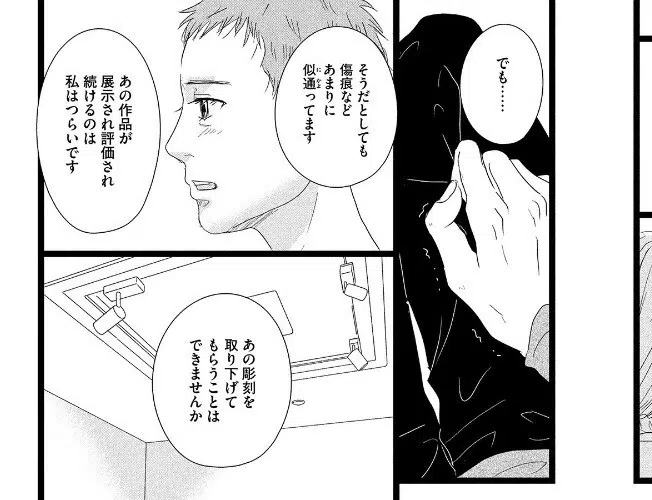 でも……
そうだとしても
傷痕など
あまりに
似通ってます
にかよ
あの作品が
展示され評価され
続けるのは
私はつらいです
あの彫刻を
取り下げて
もらうことは
できませんか